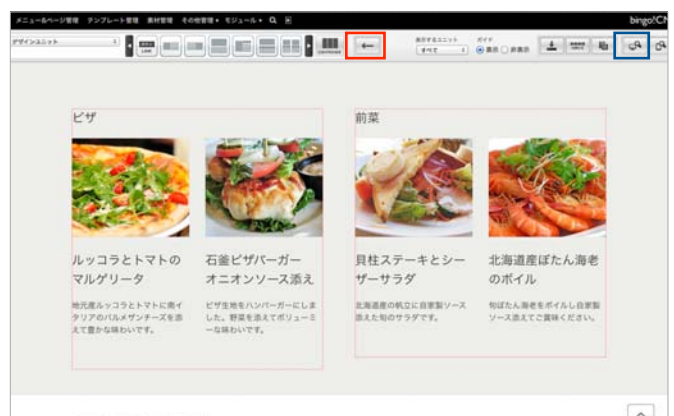 メニュー&ページ管理 テンプレート管理 素材管理 その他管理 モジュール
bingo!CM
デザインユニット
表示するユニット
すべて
ガイド
表示 非表示
ピザ
前菜
ルッコラとトマトの
マルゲリータ
石釜ピザバーガー
オニオンソース添え
貝柱ステーキとシー
ザーサラダ
北海道産ぼたん海老
のボイル
地元産ルッコラとトマトに南イ
タリアのパルメザンチーズを添
えて豊かな味わいです。
ピザ生地をハンバーガーにしま
した。野菜を添えてボリューミ
ーな味わいです。
北海道産の帆立に自家製ソース
添えた旬のサラダです。
旬ぼたん海老をボイルし自家製
ソース添えてご賞味ください。